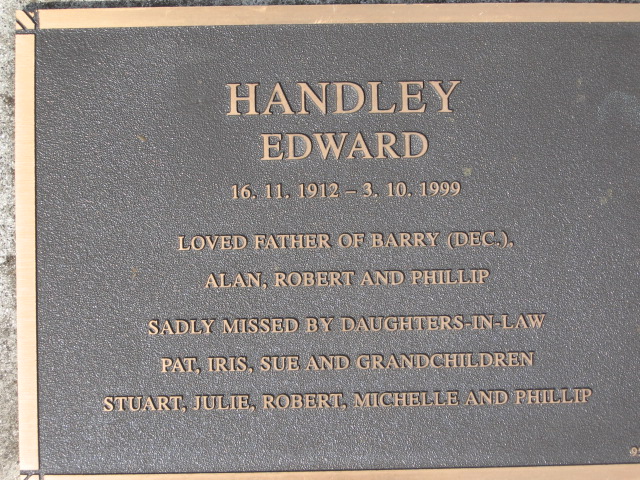 HANDLEY
EDWARD
16. 11. 1912 – 3. 10. 1999
LOVED FATHER OF BARRY (DEC.),
ALAN, ROBERT AND PHILLIP
SADLY MISSED BY DAUGHTERS-IN-LAW
PAT, IRIS, SUE AND GRANDCHILDREN
STUART, JULIE, ROBERT, MICHELLE AND PHILLIP